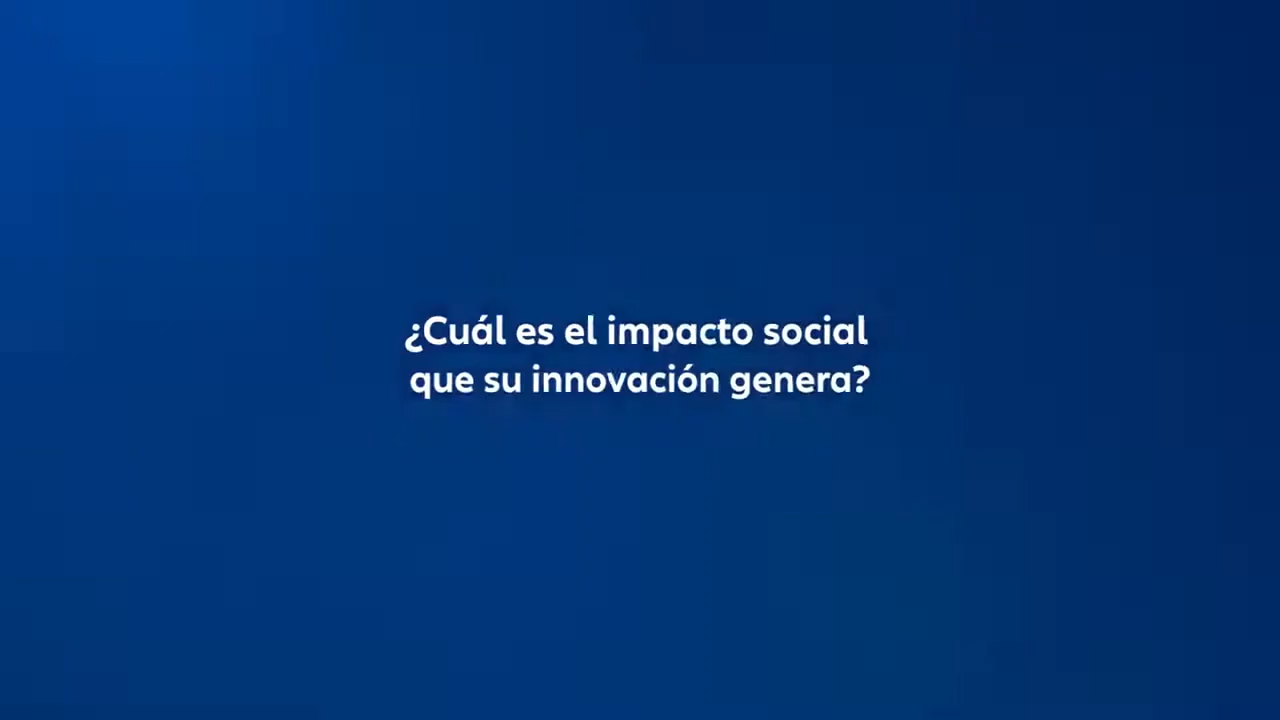 ¿Cuál es el impacto social
que su innovación genera?